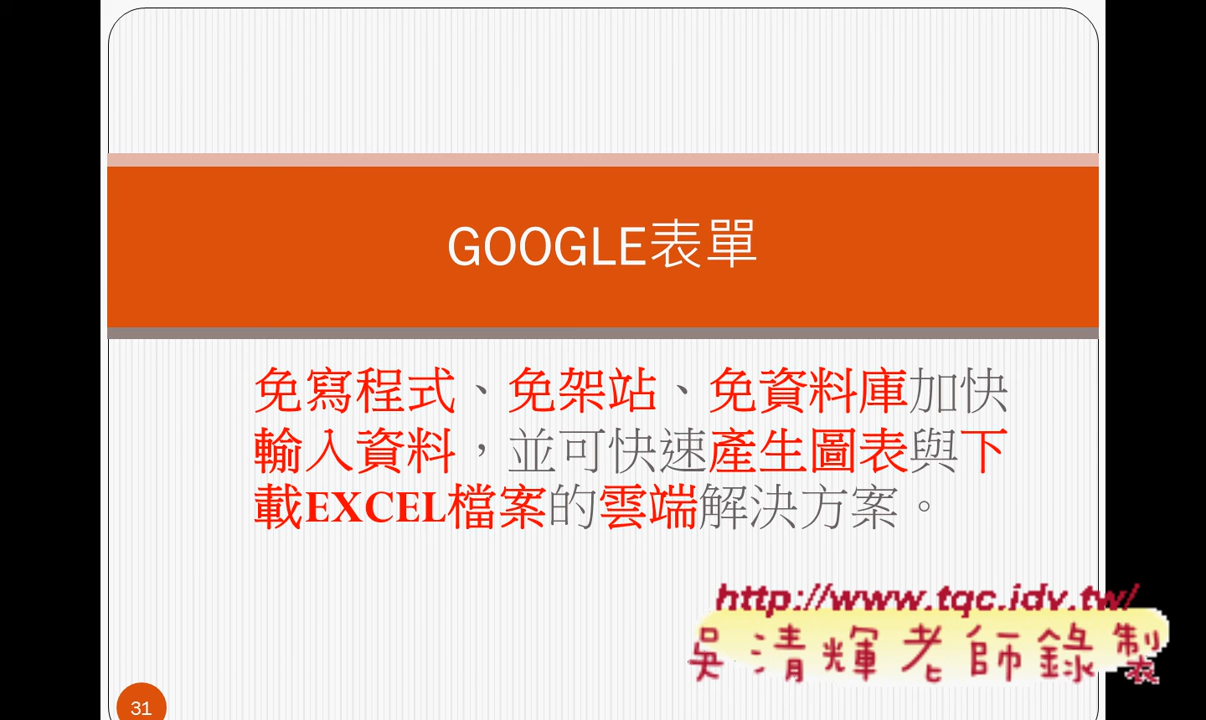 GOOGLE表單
免寫程式、免架站、免資料庫加快
輸入資料，並可快速產生圖表與下
載EXCEL檔案的雲端解決方案。
http://www.tqc.idv.tw/
吳清輝老師錄製
31